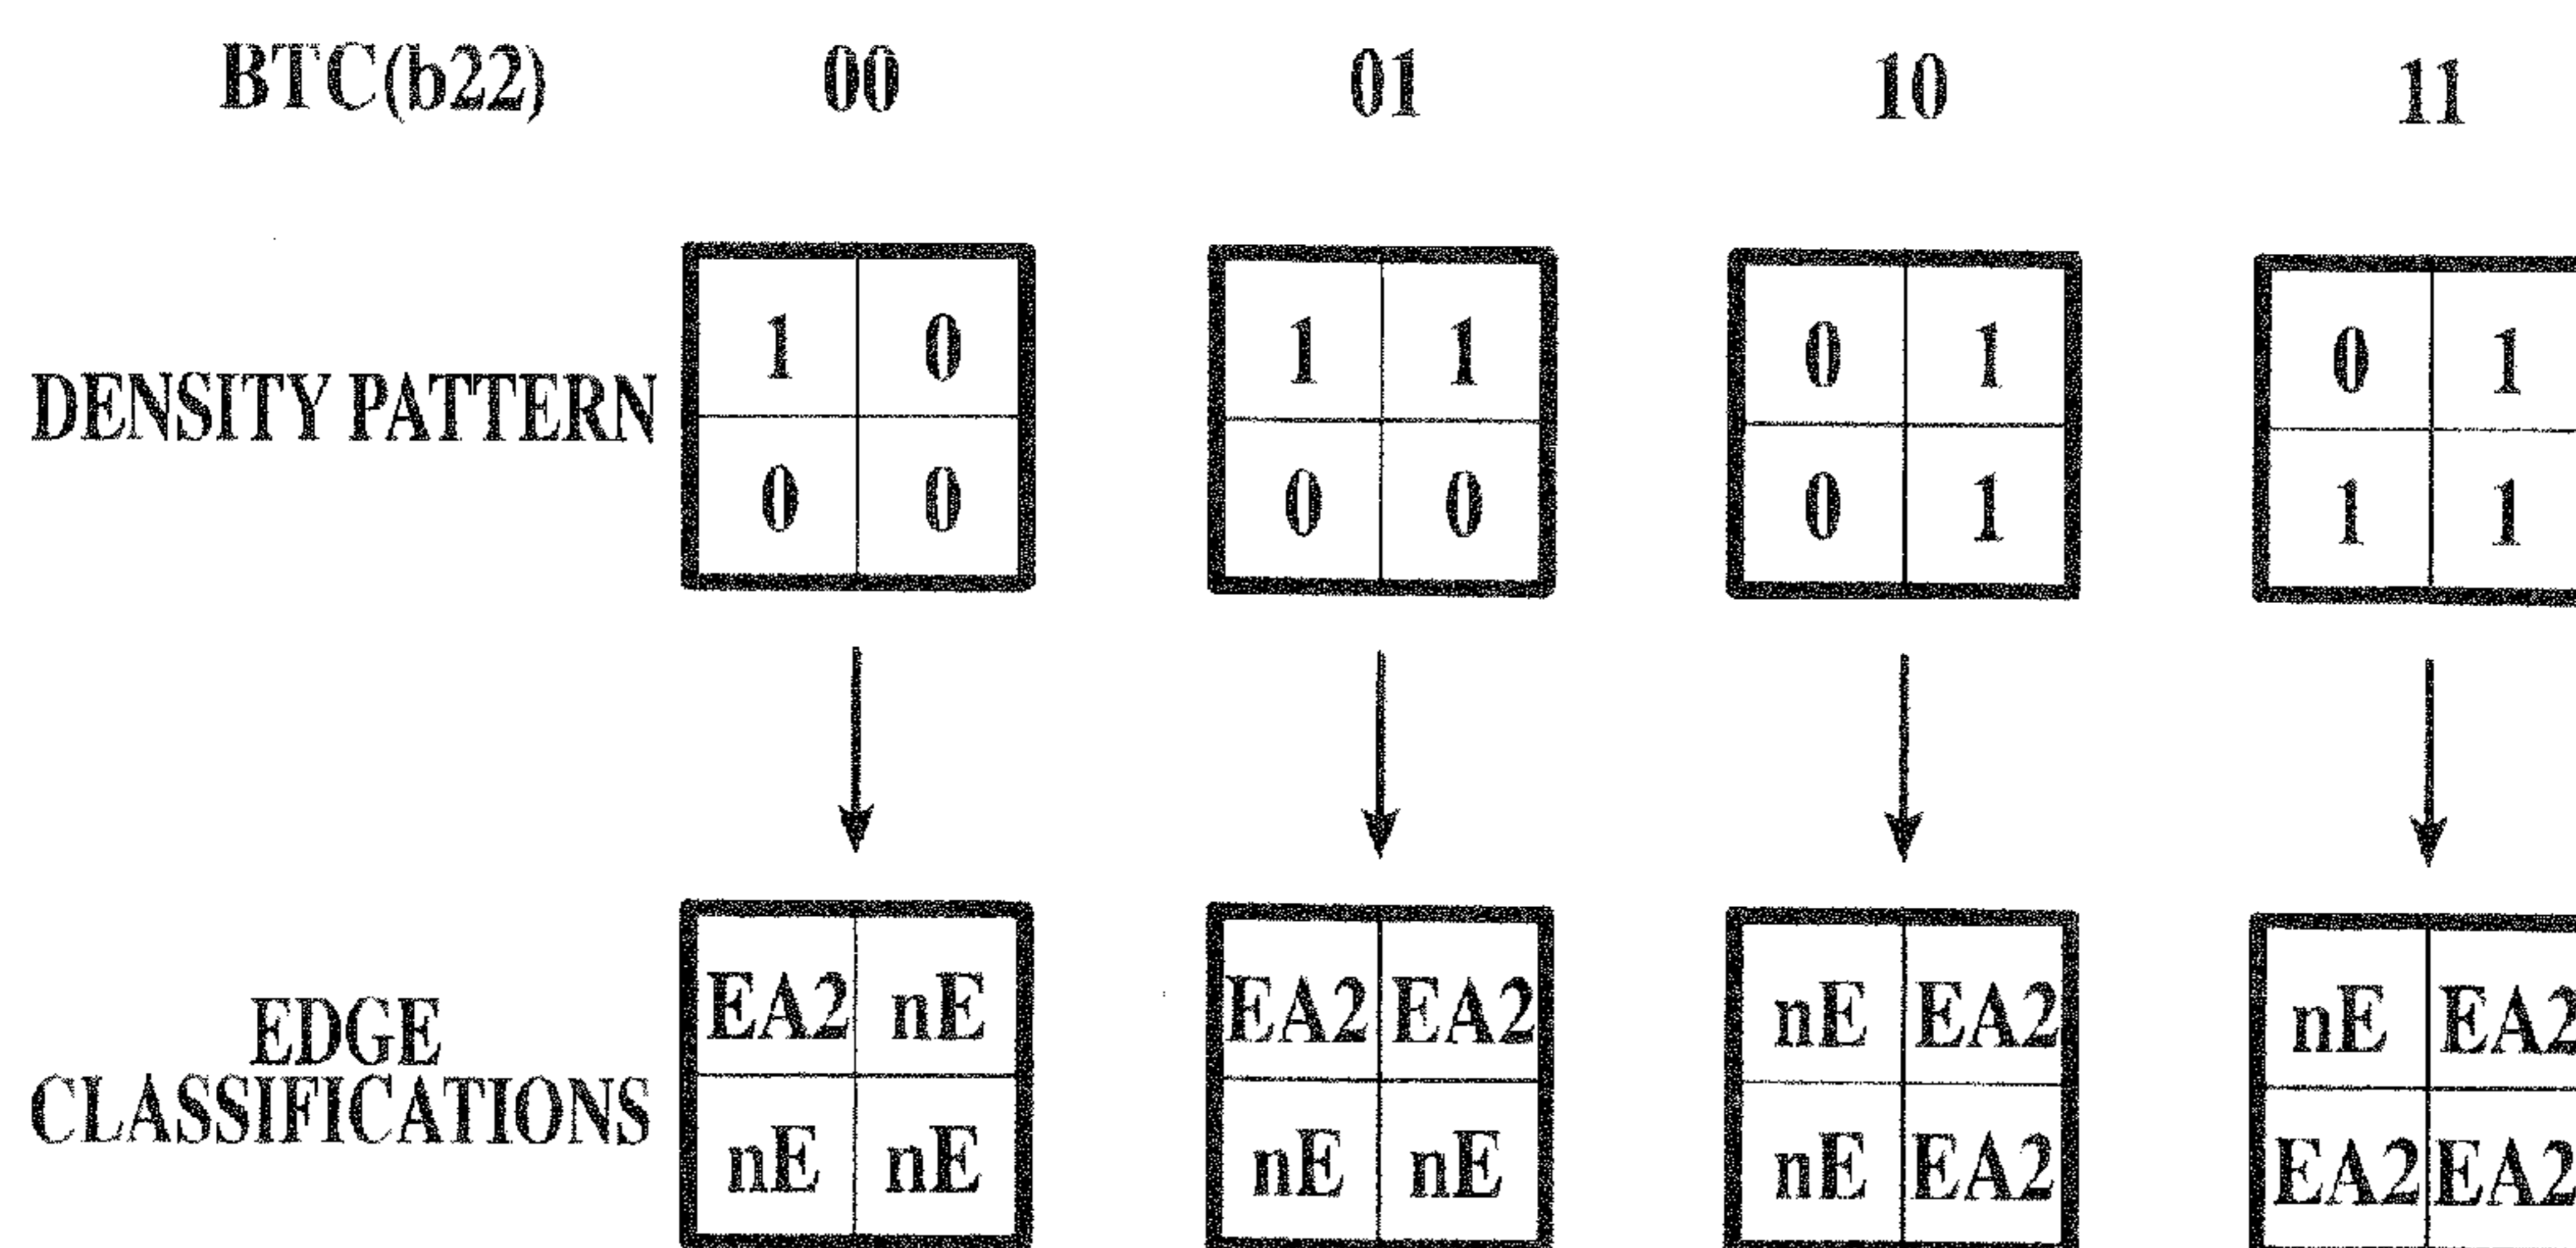 BTC(b22) 00 01 10 11
1 0 1 1 0 1 0 1
DENSITY PATTERN
0 0 0 0 0 1 1 1
EA2 nE EA2 EA2 nE EA2 nE EA2
EDGE
CLASSIFICATIONS
nE nE nE nE nE EA2 EA2 EA2